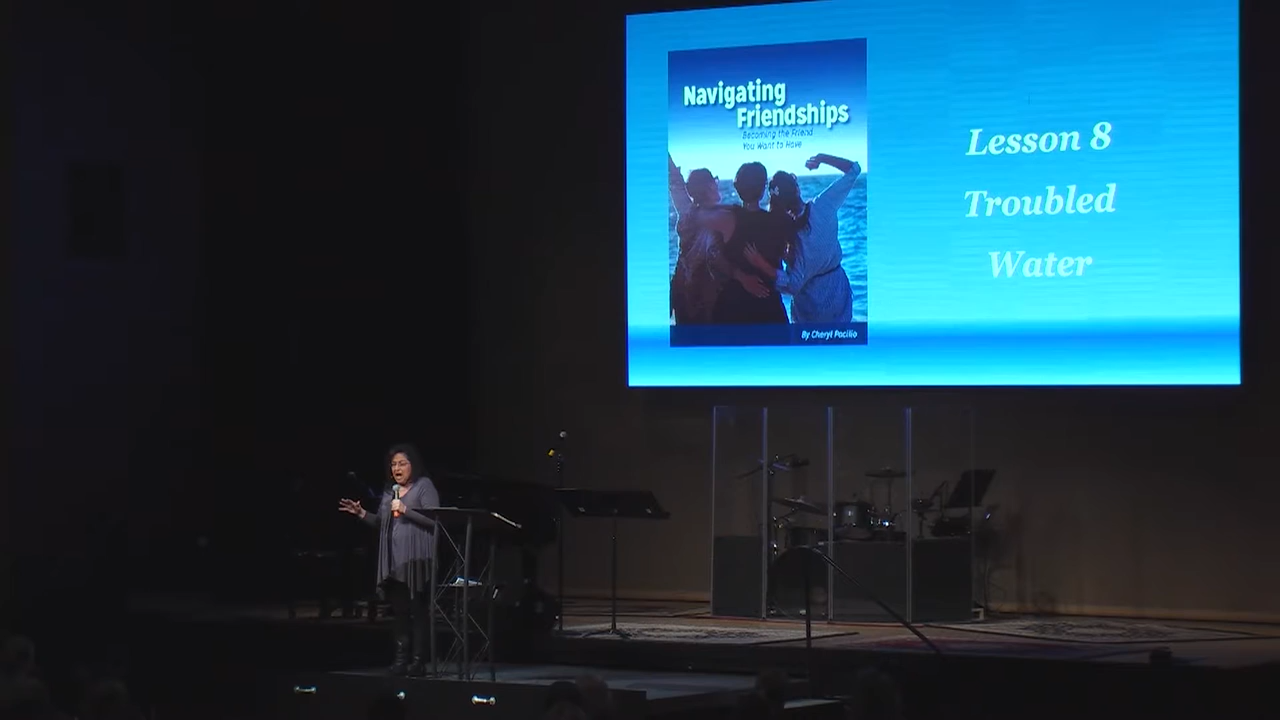 Navigating
Friendships
Becoming the Friend
You Want to Have
By Cheryl Pacilio
Lesson 8
Troubled
Water